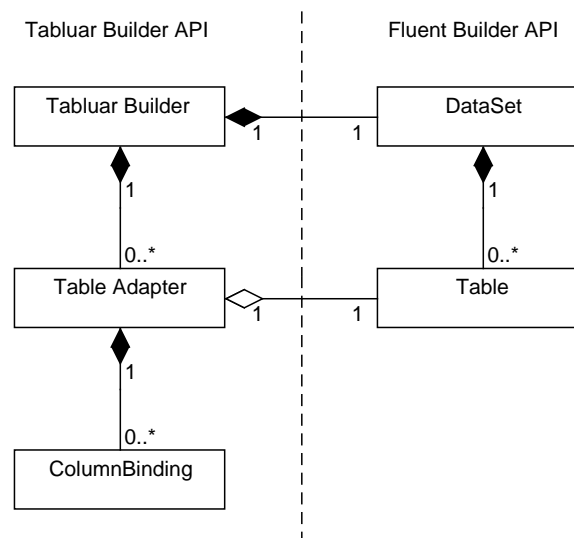 Tabluar Builder API
Fluent Builder API
Tabluar Builder
DataSet
1
1
1
1
0..*
0..*
Table Adapter
Table
1
1
1
0..*
ColumnBinding